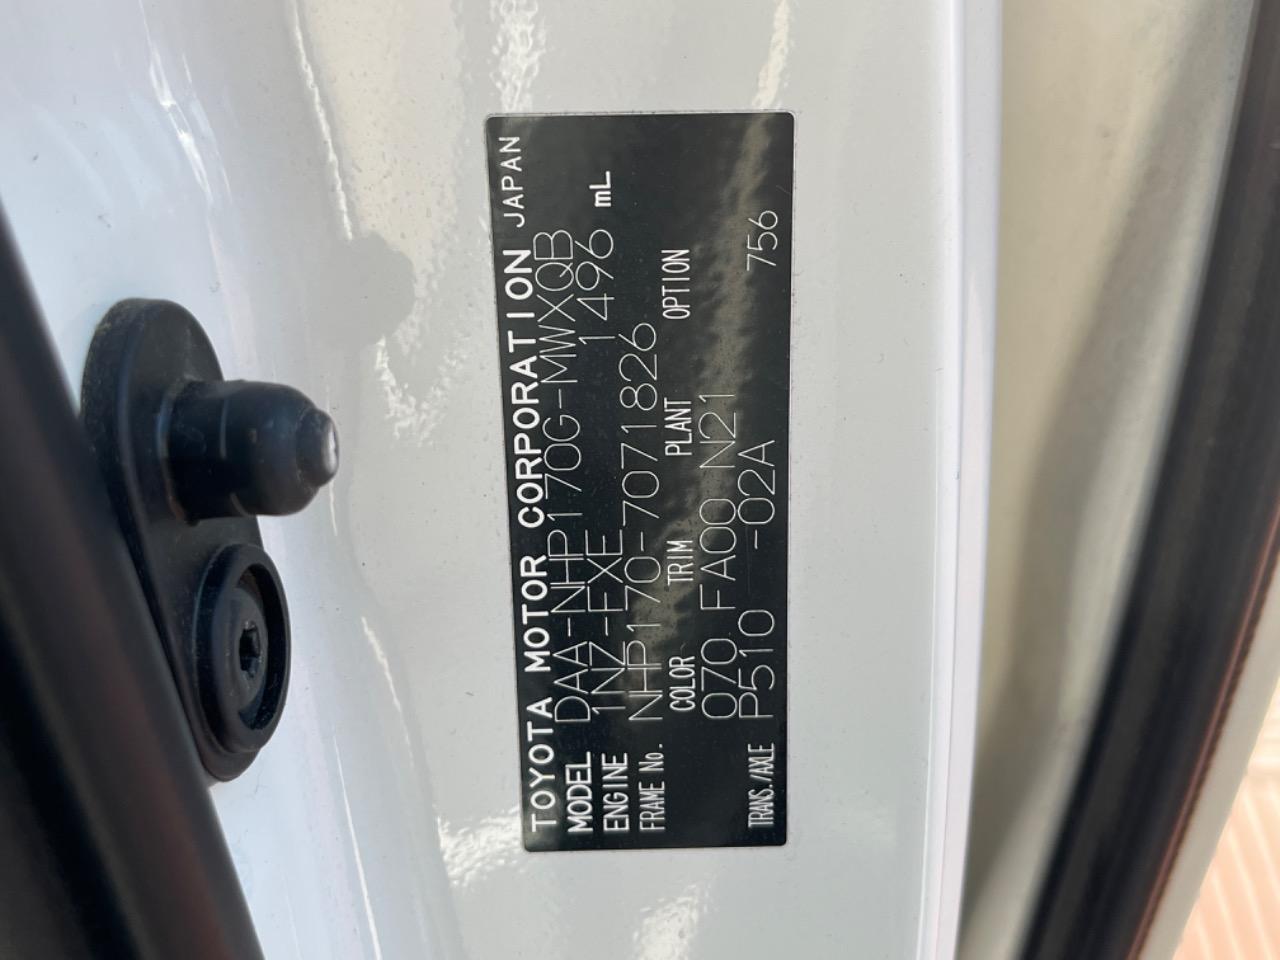 TOYOTA MOTOR CORPORATION JAPAN
MODEL DAA-NHP170G-MWXQB
ENGINE 1NZ-FXE 1496 mL
FRAME No. NHP170-7071826
COLOR TRIM PLANT OPTION
070 FA00 N21
TRANS./AXLE P510 -02A 756